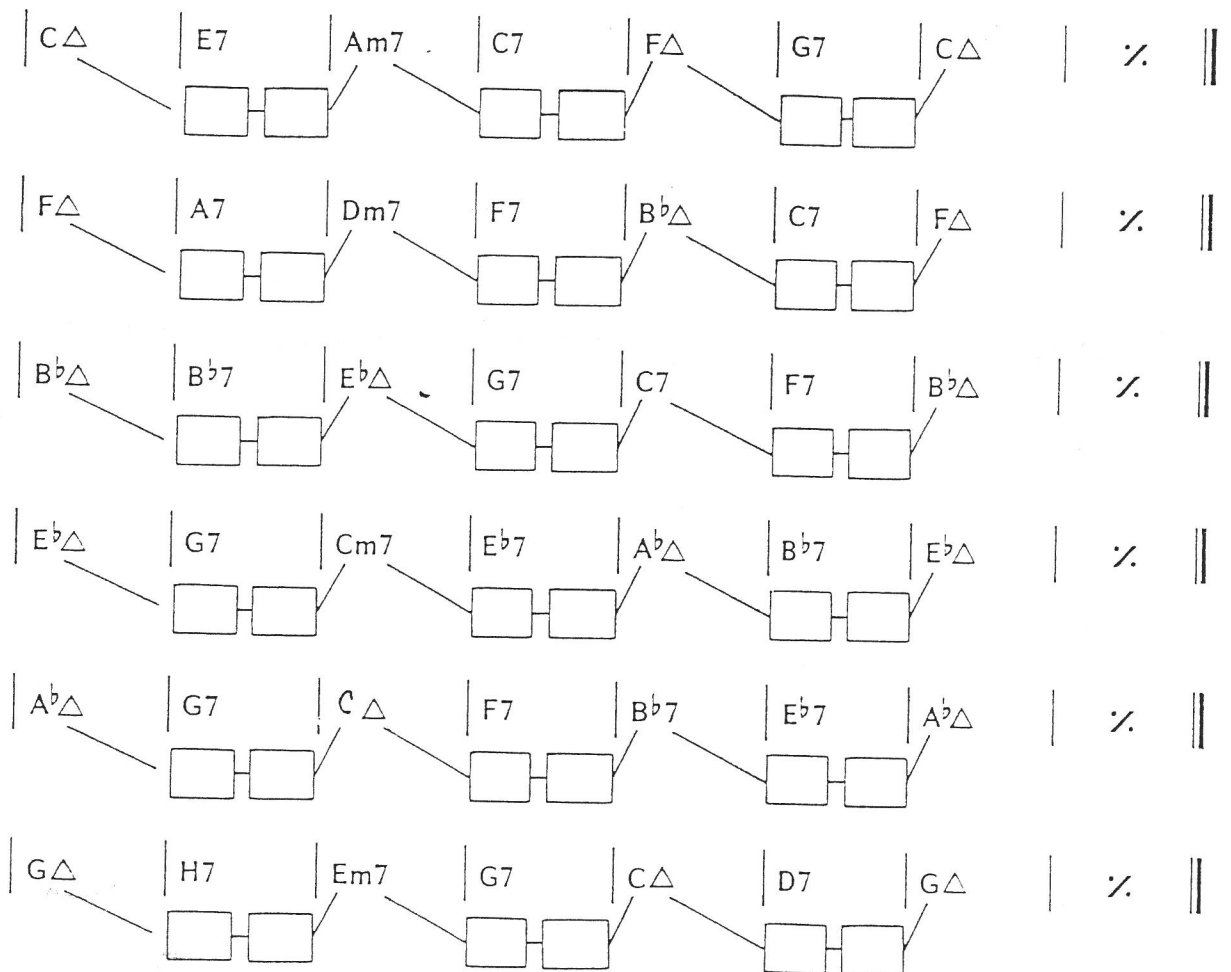 | C△ | E7 | Am7 | C7 | F△ | G7 | C△ | 𝄎 ‖
| F△ | A7 | Dm7 | F7 | B♭△ | C7 | F△ | 𝄎 ‖
| B♭△ | B♭7 | E♭△ | G7 | C7 | F7 | B♭△ | 𝄎 ‖
| E♭△ | G7 | Cm7 | E♭7 | A♭△ | B♭7 | E♭△ | 𝄎 ‖
| A♭△ | G7 | C△ | F7 | B♭7 | E♭7 | A♭△ | 𝄎 ‖
| G△ | H7 | Em7 | G7 | C△ | D7 | G△ | 𝄎 ‖